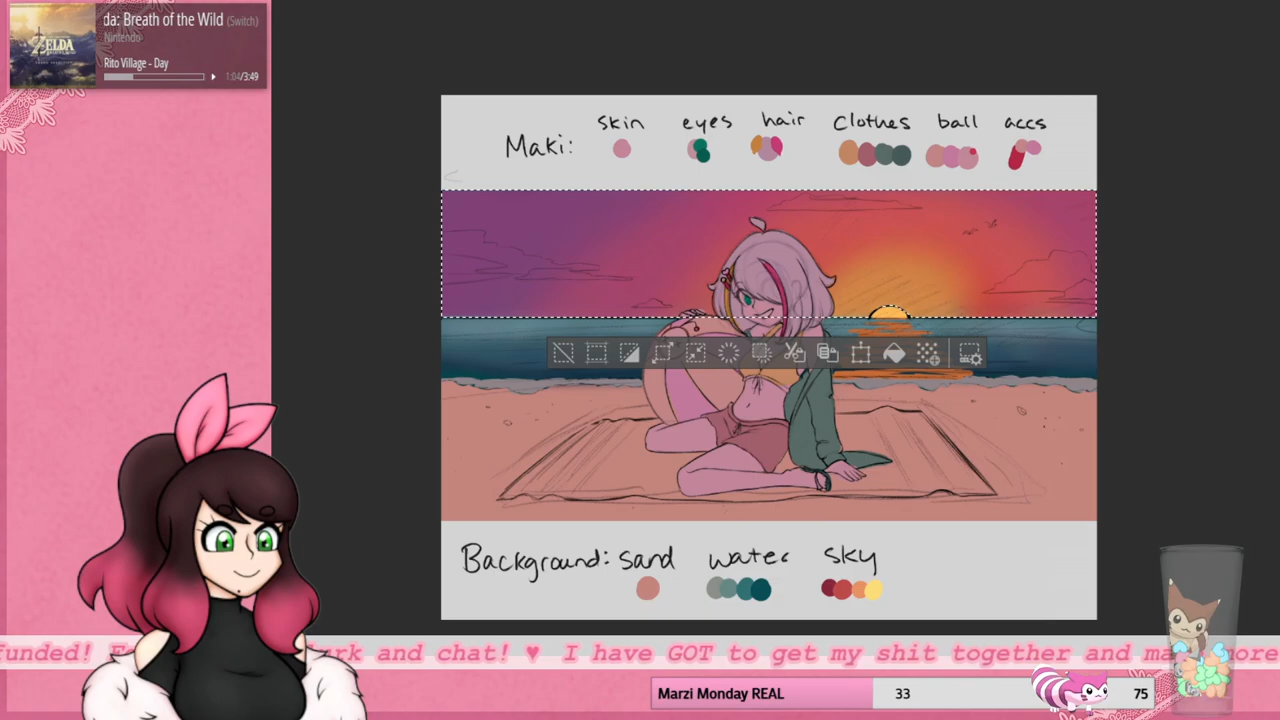 da: Breath of the Wild (Switch)
Nintendo
ZELDA
Rito Village - Day
1:04/3:49
skin eyes hair Clothes ball accs
Maki:
Background: sand water sky
funded! ark and chat! ♥ I have GOT to get my shit together and more
Marzi Monday REAL 33 75